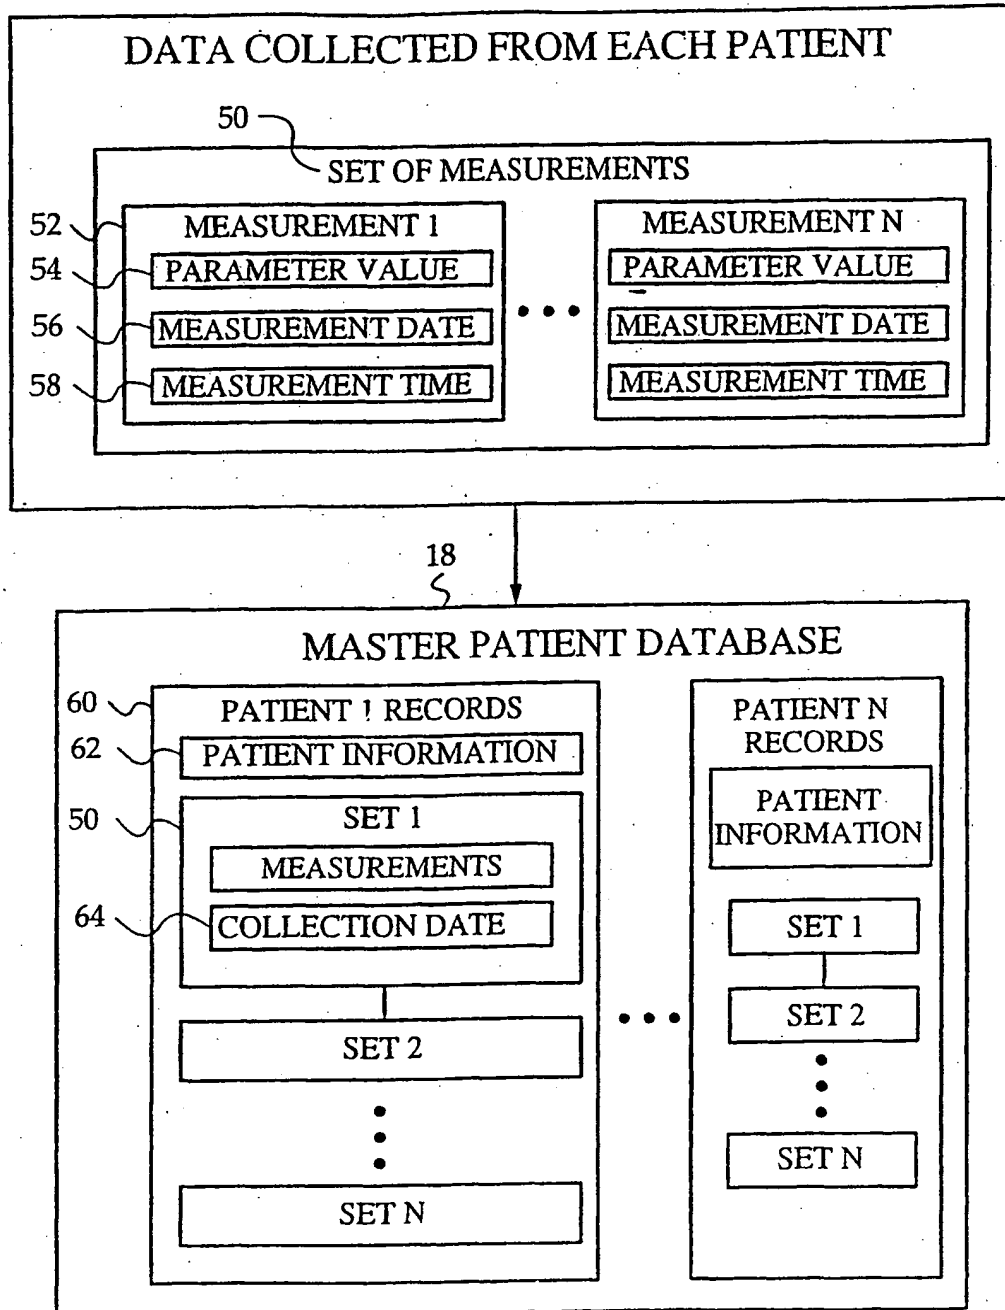 DATA COLLECTED FROM EACH PATIENT
50
SET OF MEASUREMENTS
52
MEASUREMENT 1
54
PARAMETER VALUE
56
MEASUREMENT DATE
58
MEASUREMENT TIME
MEASUREMENT N
PARAMETER VALUE
MEASUREMENT DATE
MEASUREMENT TIME
18
MASTER PATIENT DATABASE
60
PATIENT 1 RECORDS
62
PATIENT INFORMATION
50
SET 1
MEASUREMENTS
64
COLLECTION DATE
SET 2
SET N
PATIENT N
RECORDS
PATIENT
INFORMATION
SET 1
SET 2
SET N